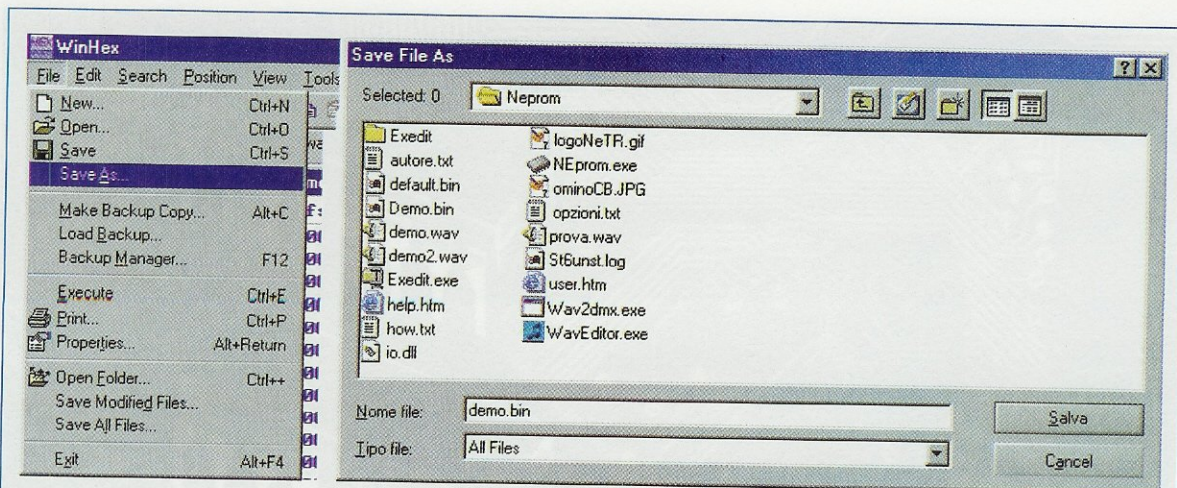 WinHex
File Edit Search Position View Tools
New... Ctrl+N
Open... Ctrl+O
Save Ctrl+S
Save As...
Make Backup Copy... Alt+C
Load Backup...
Backup Manager... F12
Execute Ctrl+E
Print... Ctrl+P
Properties... Alt+Return
Open Folder... Ctrl++
Save Modified Files...
Save All Files...
Exit Alt+F4
Save File As
Selected: 0 Neprom
Exedit
autore.txt
default.bin
Demo.bin
demo.wav
demo2.wav
Exedit.exe
help.htm
how.txt
io.dll
logoNeTR.gif
NEprom.exe
ominoCB.JPG
opzioni.txt
prova.wav
St6unst.log
user.htm
Wav2dmx.exe
WavEditor.exe
Nome file: demo.bin Salva
Tipo file: All Files Cancel